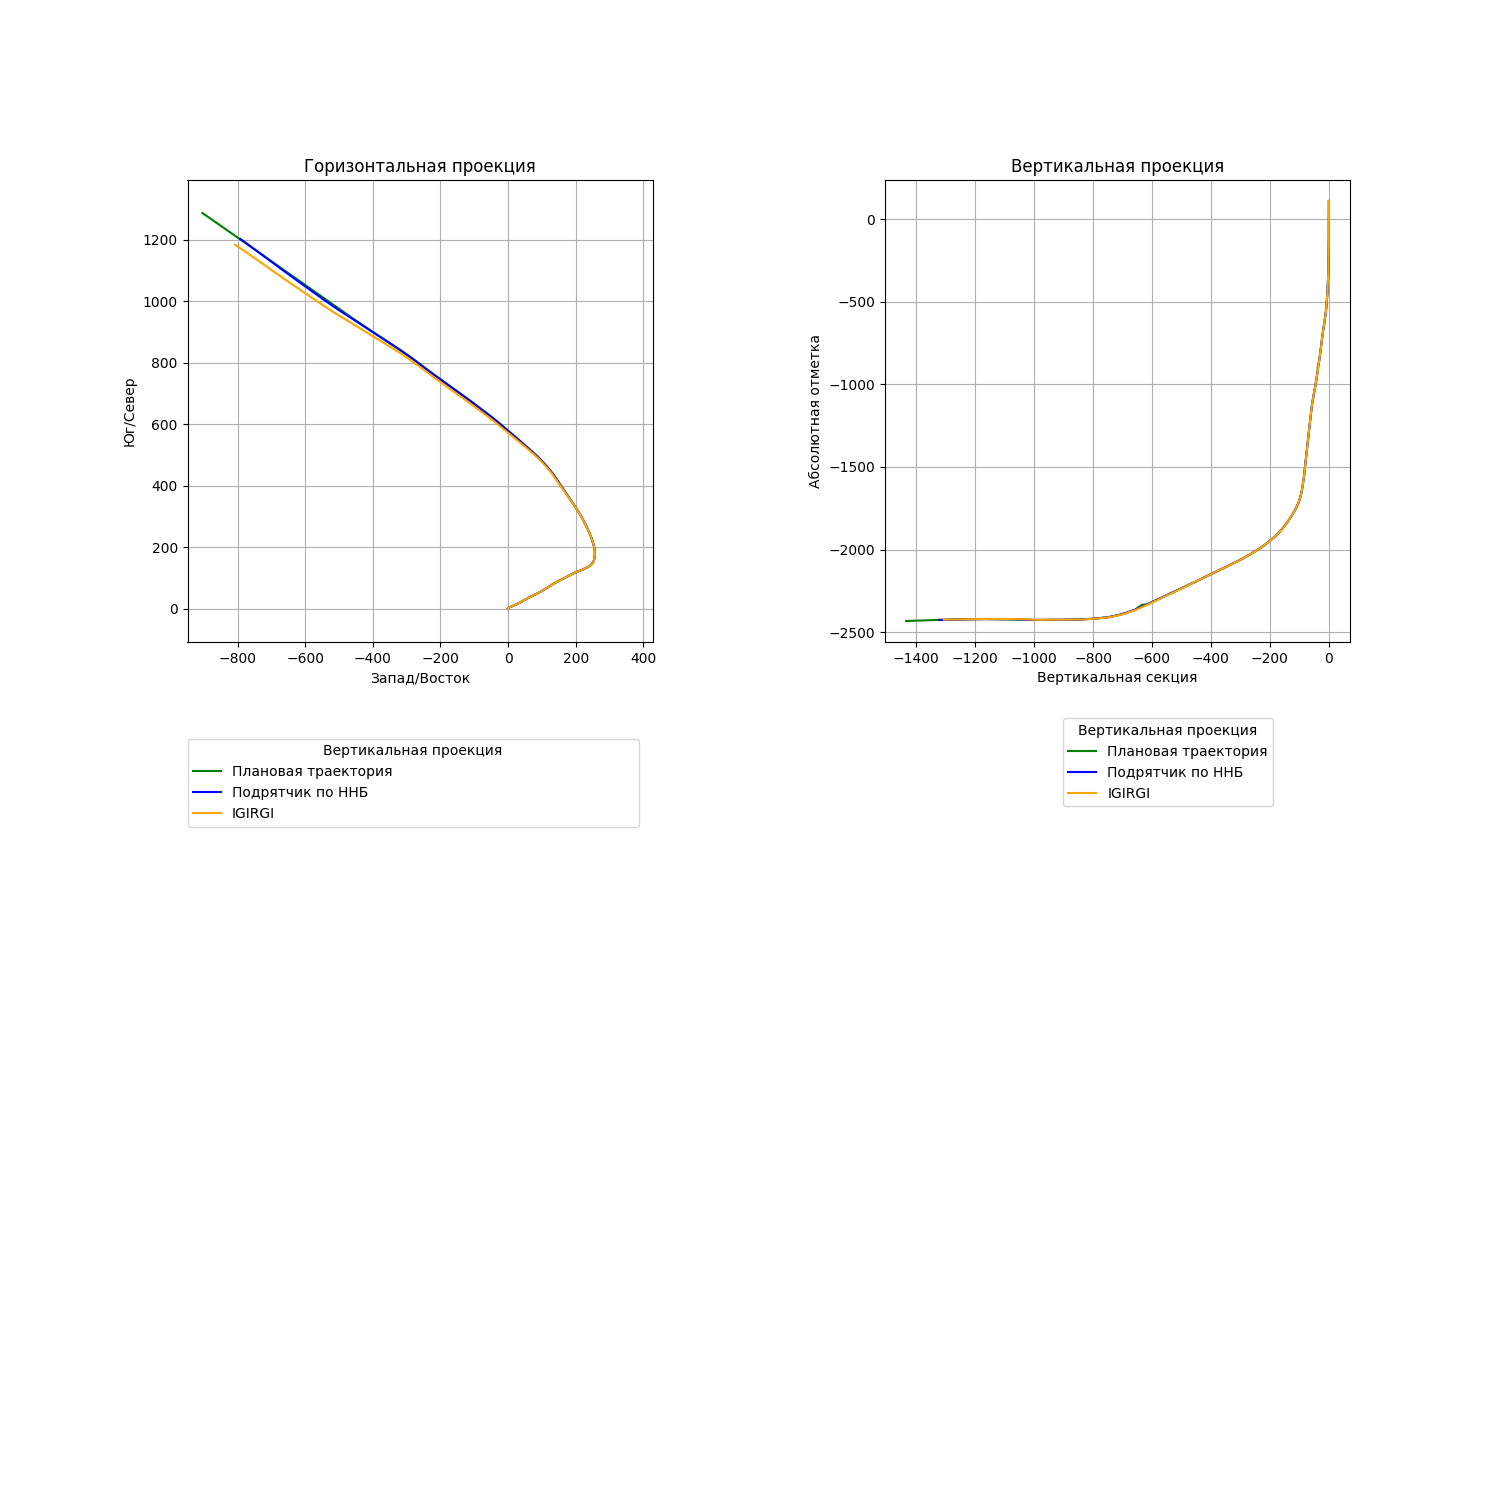 Горизонтальная проекция
1200
1000
800
600
400
200
0
Юг/Север
−800 −600 −400 −200 0 200 400
Запад/Восток
Вертикальная проекция
Плановая траектория
Подрятчик по ННБ
IGIRGI
Вертикальная проекция
0
−500
−1000
−1500
−2000
−2500
Абсолютная отметка
−1400 −1200 −1000 −800 −600 −400 −200 0
Вертикальная секция
Вертикальная проекция
Плановая траектория
Подрятчик по ННБ
IGIRGI